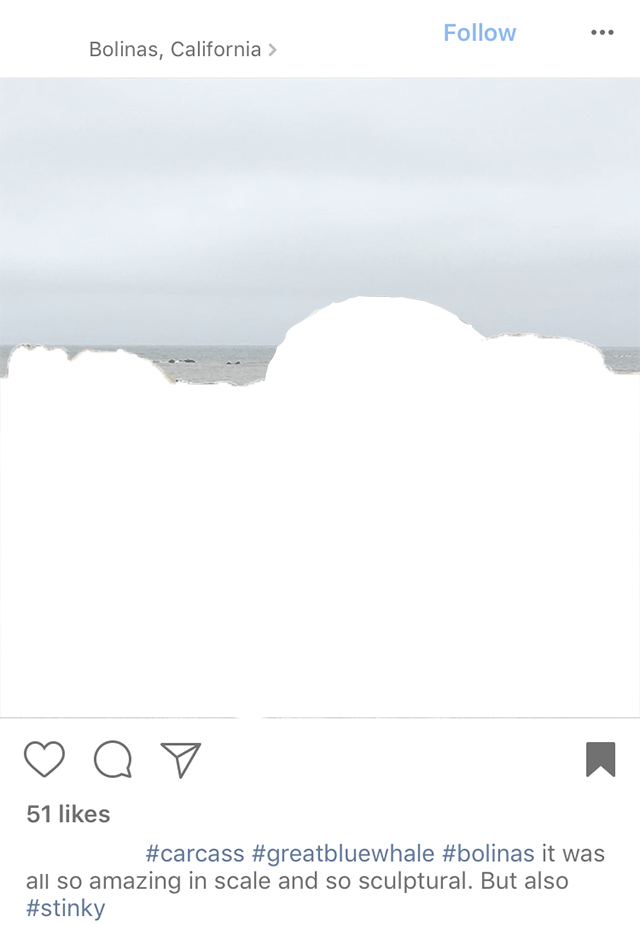 Bolinas, California
Follow
51 likes
#carcass #greatbluewhale #bolinas it was
all so amazing in scale and so sculptural. But also
#stinky